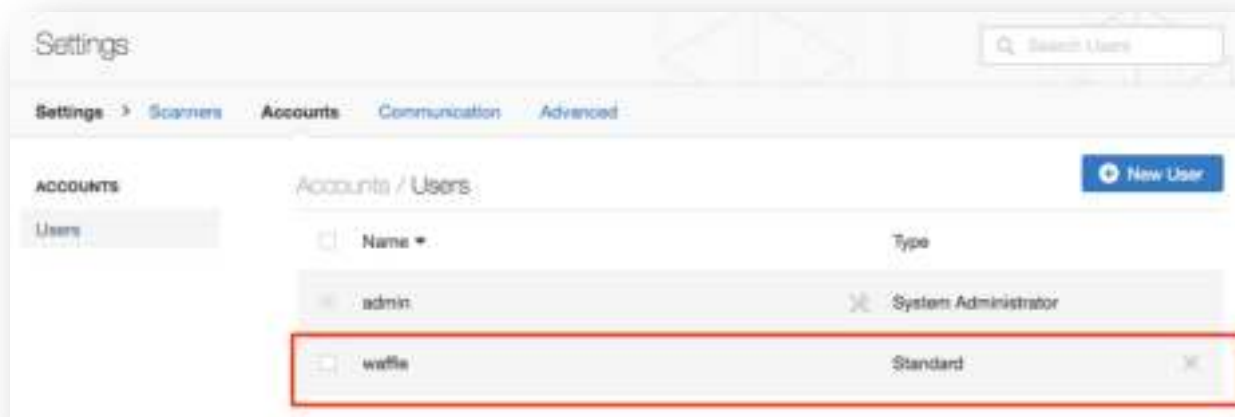 Settings
Search Users
Settings > Scanners Accounts Communication Advanced
ACCOUNTS
Users
Accounts / Users
New User
Name
Type
admin
System Administrator
waffle
Standard